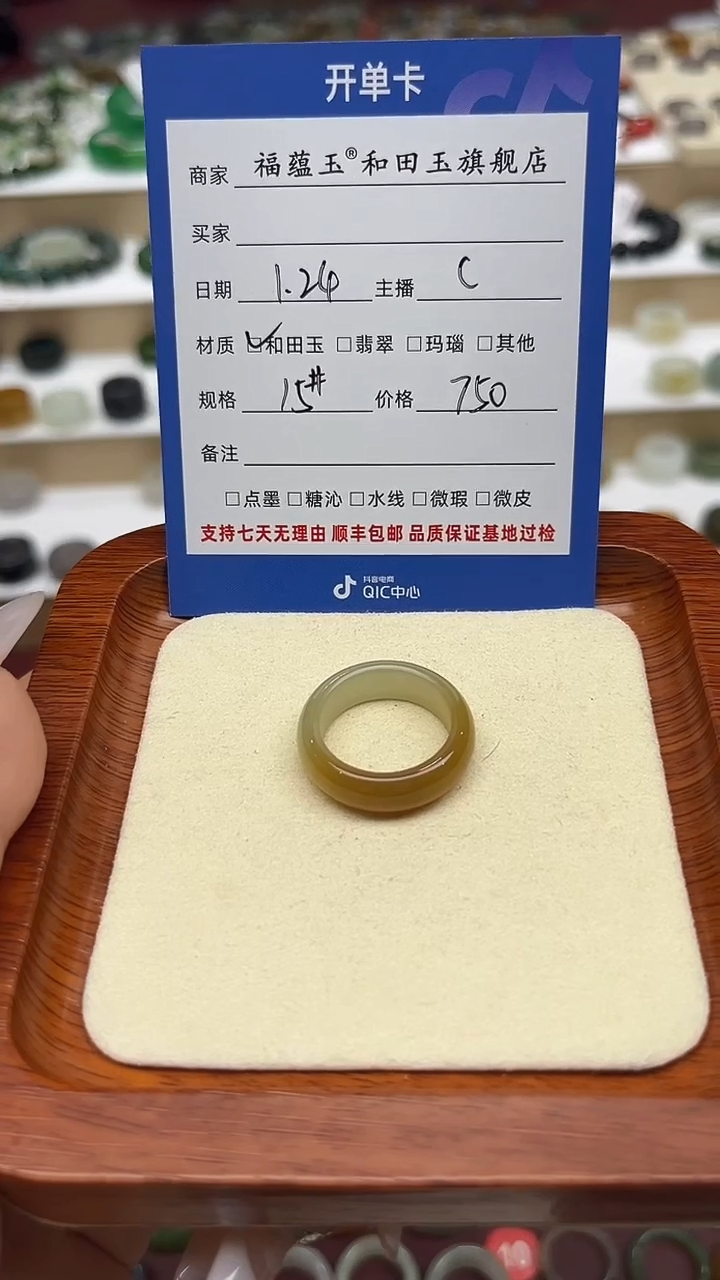 开单卡
商家 福蕴玉®和田玉旗舰店
买家
日期 1.24 主播 C
材质 ☑和田玉 □翡翠 □玛瑙 □其他
规格 15# 价格 750
备注
□点墨 □糖沁 □水线 □微瑕 □微皮
支持七天无理由 顺丰包邮 品质保证基地过检
抖音电商
QIC中心